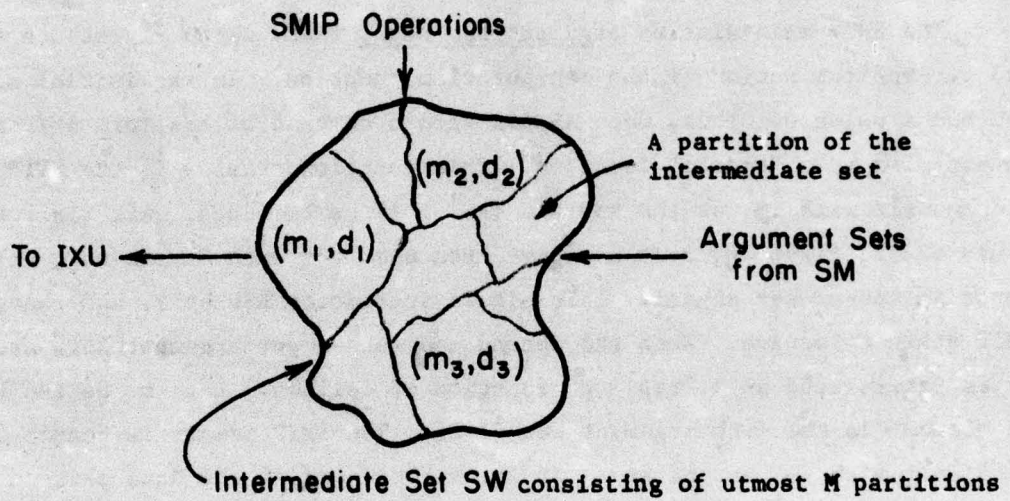 SMIP Operations
A partition of the
intermediate set
(m₂,d₂)
(m₁,d₁)
To IXU
Argument Sets
from SM
(m₃,d₃)
Intermediate Set SW consisting of utmost M partitions